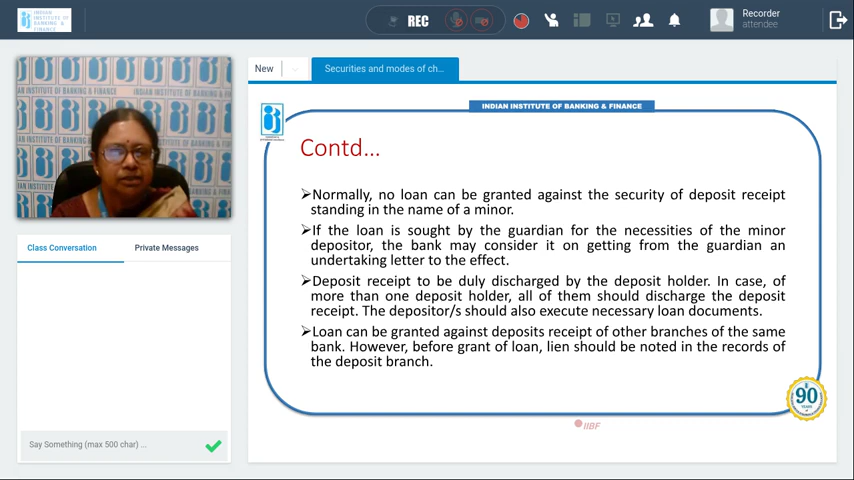 INDIAN
INSTITUTE OF
BANKING &
FINANCE
REC
Recorder
attendee
New
Securities and modes of ch...
INDIAN INSTITUTE OF BANKING & FINANCE
Contd...
➢Normally, no loan can be granted against the security of deposit receipt
standing in the name of a minor.
➢If the loan is sought by the guardian for the necessities of the minor
depositor, the bank may consider it on getting from the guardian an
undertaking letter to the effect.
➢Deposit receipt to be duly discharged by the deposit holder. In case, of
more than one deposit holder, all of them should discharge the deposit
receipt. The depositor/s should also execute necessary loan documents.
➢Loan can be granted against deposits receipt of other branches of the same
bank. However, before grant of loan, lien should be noted in the records of
the deposit branch.
90
YEARS
IIBF
Class Conversation
Private Messages
Say Something (max 500 char) ...